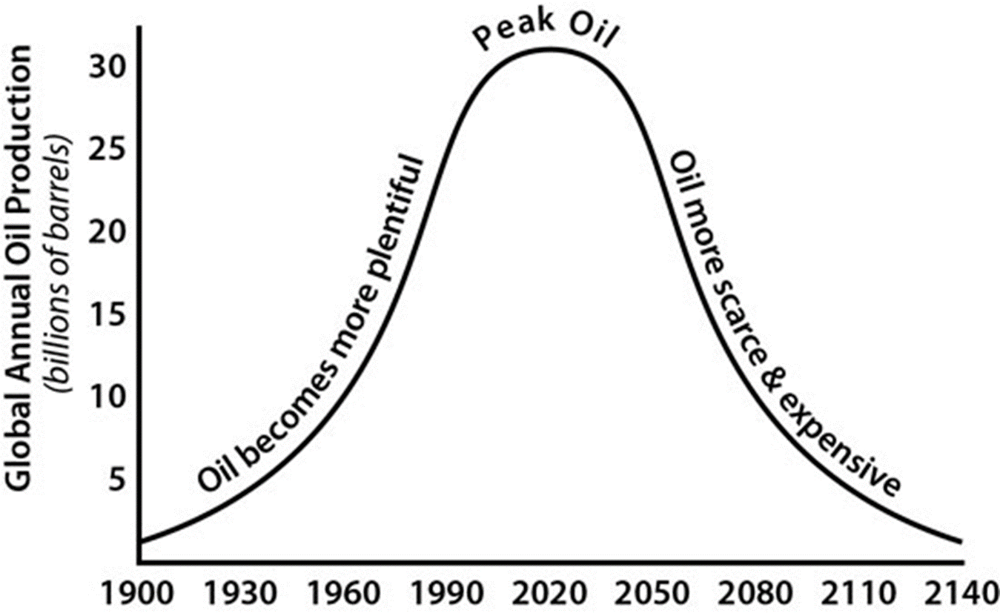 Peak Oil
Global Annual Oil Production
(billions of barrels)
30
25
20
15
10
5
Oil becomes more plentiful
Oil more scarce & expensive
1900 1930 1960 1990 2020 2050 2080 2110 2140